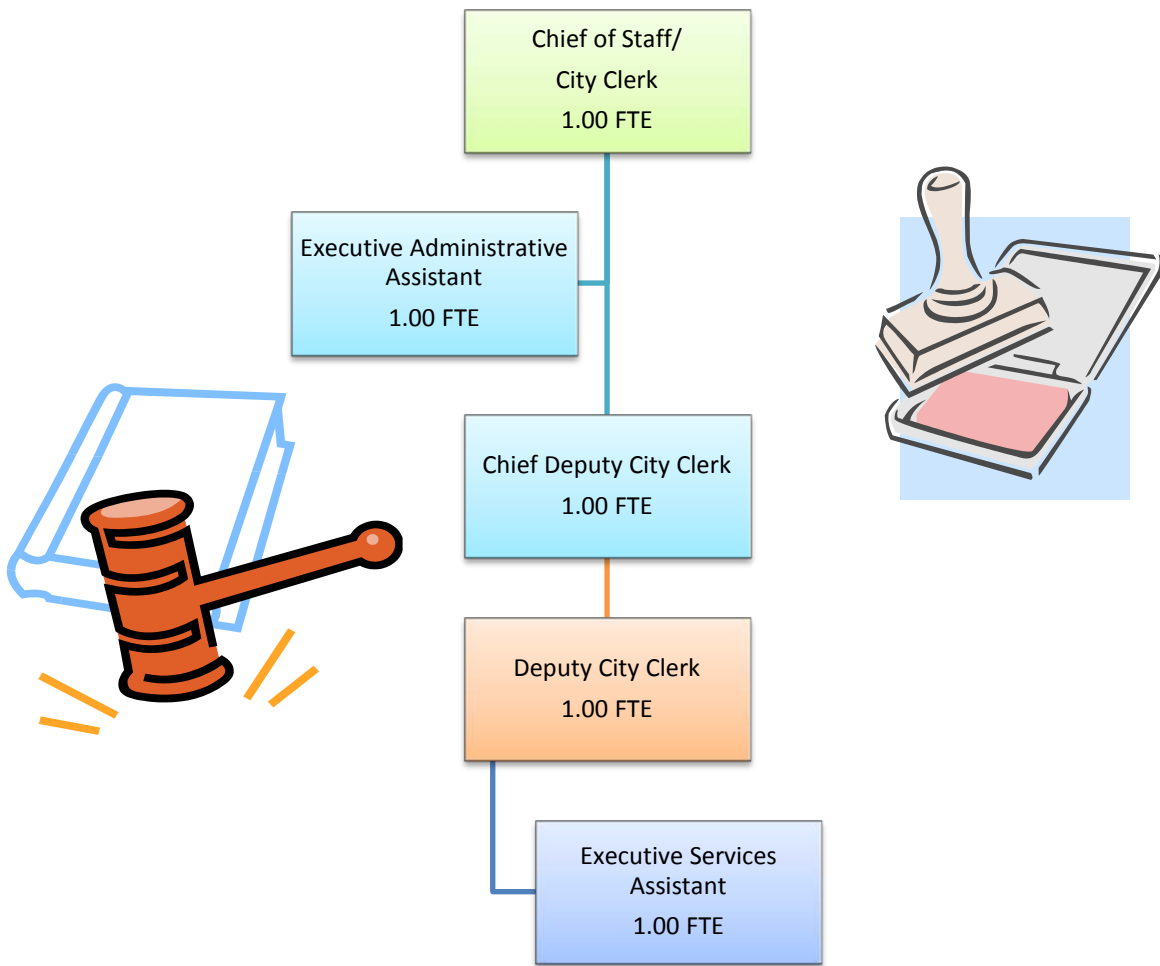 Chief of Staff/
City Clerk
1.00 FTE
Executive Administrative
Assistant
1.00 FTE
Chief Deputy City Clerk
1.00 FTE
Deputy City Clerk
1.00 FTE
Executive Services
Assistant
1.00 FTE